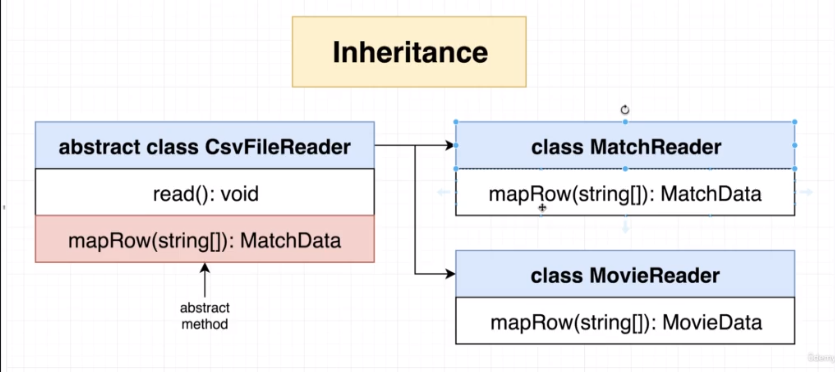 Inheritance
abstract class CsvFileReader
read(): void
mapRow(string[]): MatchData
abstract
method
class MatchReader
mapRow(string[]): MatchData
class MovieReader
mapRow(string[]): MovieData
Udemy